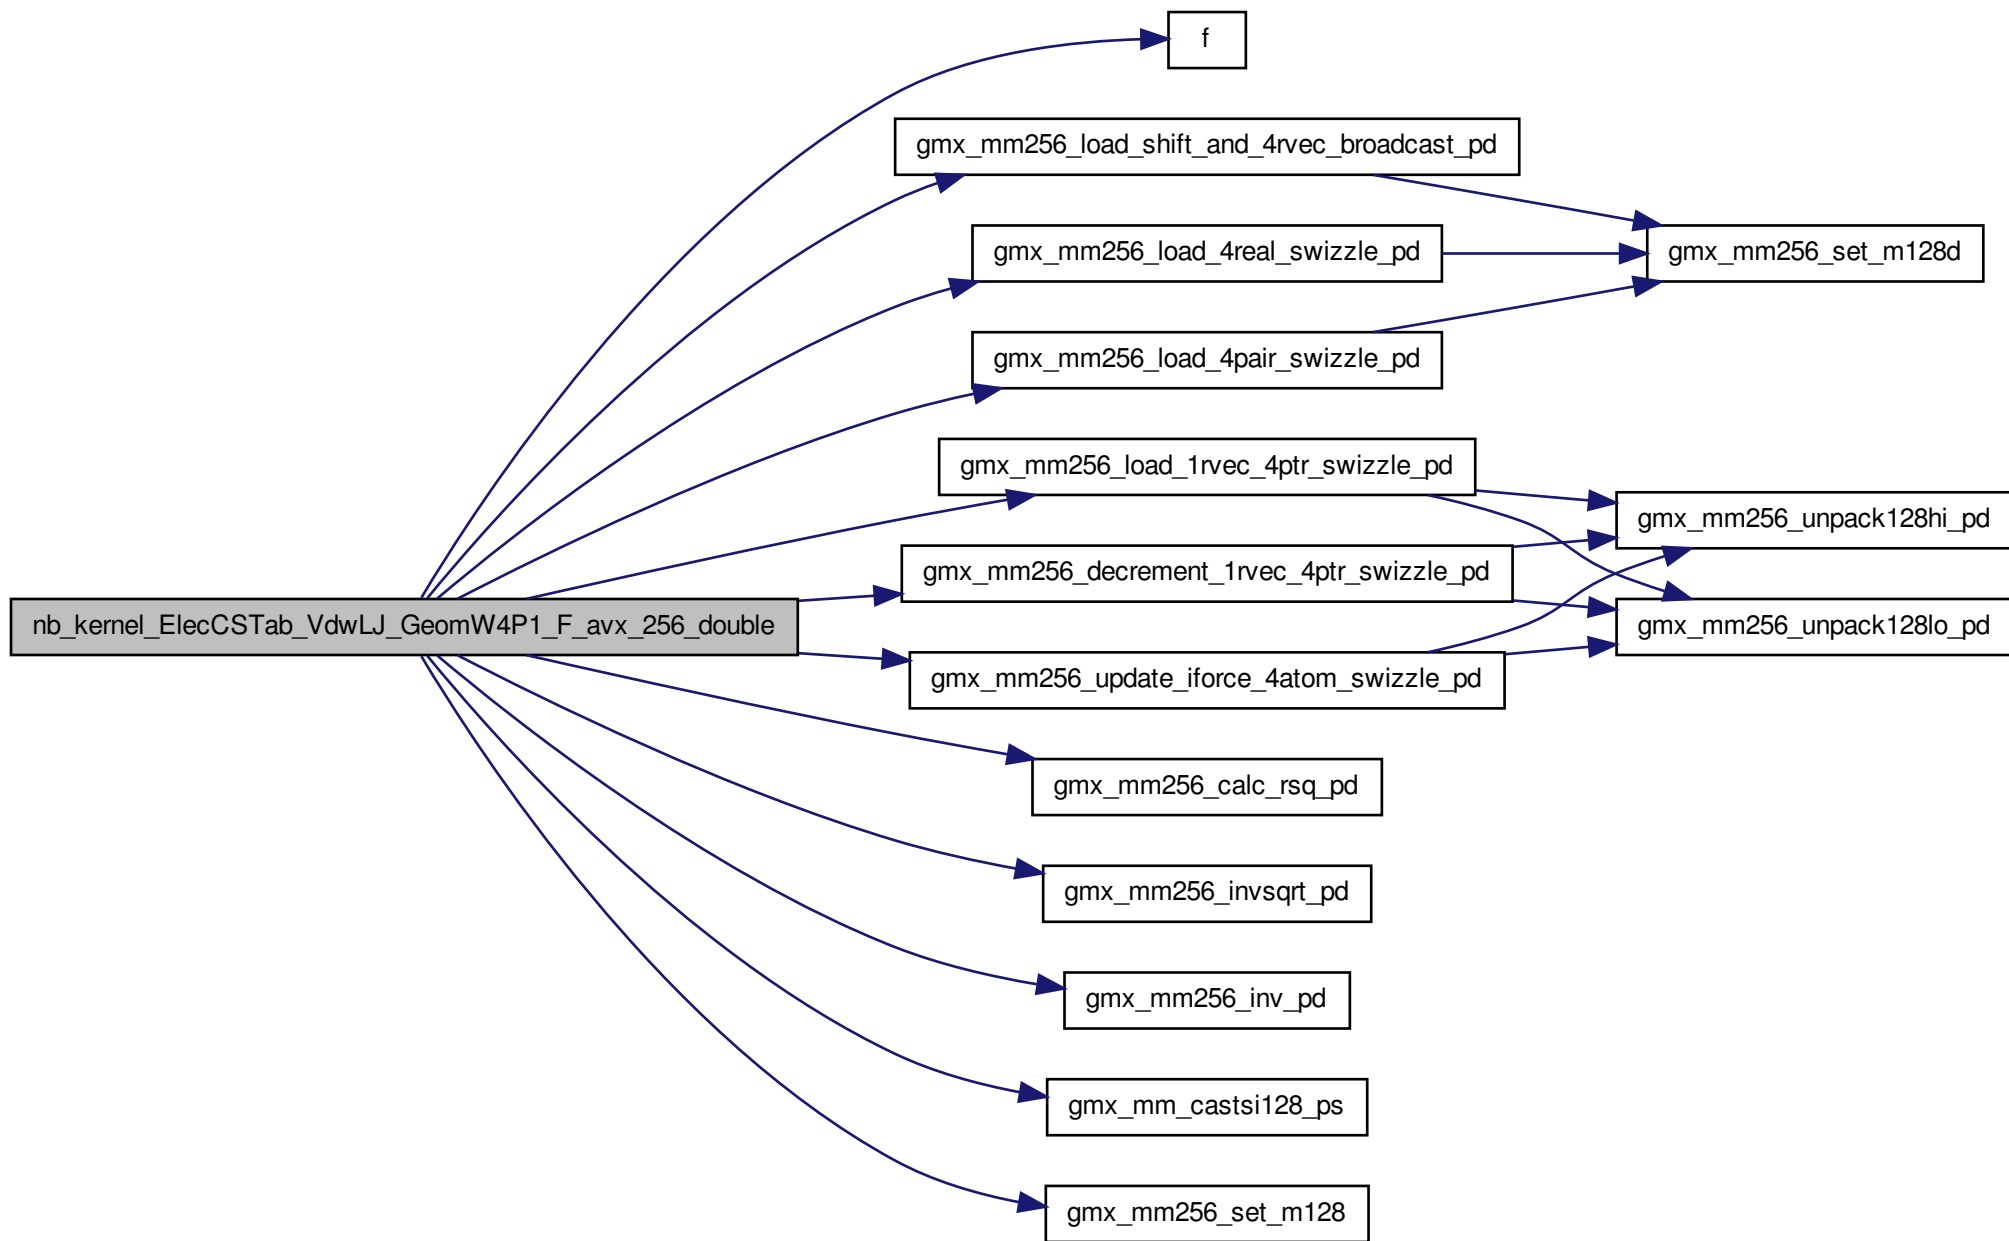 f
gmx_mm256_load_shift_and_4rvec_broadcast_pd
gmx_mm256_load_4real_swizzle_pd
gmx_mm256_set_m128d
gmx_mm256_load_4pair_swizzle_pd
gmx_mm256_load_1rvec_4ptr_swizzle_pd
gmx_mm256_unpack128hi_pd
gmx_mm256_decrement_1rvec_4ptr_swizzle_pd
nb_kernel_ElecCSTab_VdwLJ_GeomW4P1_F_avx_256_double
gmx_mm256_unpack128lo_pd
gmx_mm256_update_iforce_4atom_swizzle_pd
gmx_mm256_calc_rsq_pd
gmx_mm256_invsqrt_pd
gmx_mm256_inv_pd
gmx_mm_castsi128_ps
gmx_mm256_set_m128